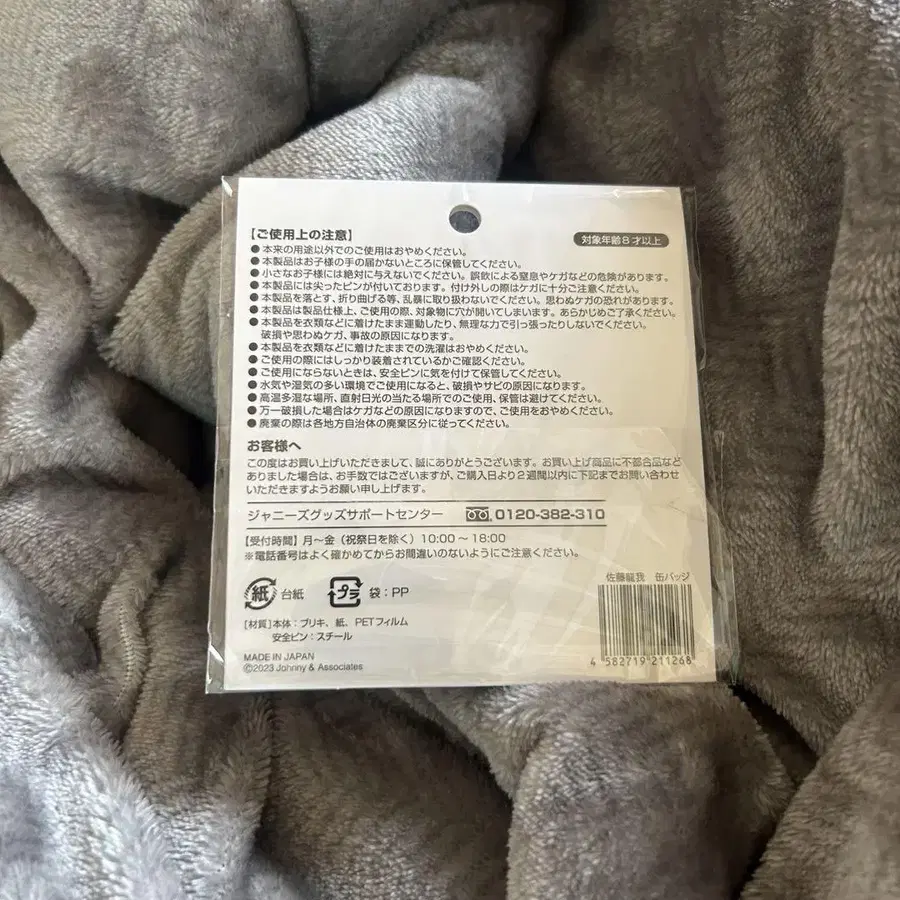 【ご使用上の注意】
対象年齢8才以上
●本来の用途以外でのご使用はおやめください。
●本製品はお子様の手の届かないところに保管してください。
●小さなお子様には絶対に与えないでください。誤飲による窒息やケガなどの危険があります。
●本製品には尖ったピンが付いております。付け外しの際はケガに十分ご注意ください。
●本製品を落とす、折り曲げる等、乱暴に取り扱わないでください。思わぬケガの恐れがあります。
●本製品は製品仕様上、ご使用の際、対象物に穴が開いてしまいます。あらかじめご了承ください。
●本製品を衣類などに着けたまま運動したり、無理な力で引っ張ったりしないでください。
破損や思わぬケガ、事故の原因になります。
●本製品を衣類などに着けたままでの洗濯はおやめください。
●ご使用の際にはしっかり装着されているかご確認ください。
●ご使用にならないときは、安全ピンに気を付けて保管してください。
●水気や湿気の多い環境でご使用になると、破損やサビの原因になります。
●高温多湿な場所、直射日光の当たる場所でのご使用、保管は避けてください。
●万一破損した場合はケガなどの原因になりますので、ご使用をおやめください。
●廃棄の際は各地方自治体の廃棄区分に従ってください。
お客様へ
この度はお買い上げいただきまして、誠にありがとうございます。お買い上げ商品に不都合品など
ありました場合は、お手数ではございますが、ご購入日より2週間以内に下記までお問い合わせ
いただきますようお願い申し上げます。
ジャニーズグッズサポートセンター 0120-382-310
【受付時間】月～金（祝祭日を除く）10:00～18:00
※電話番号はよく確かめてからお間違いのないようにご注意ください。
紙 台紙 プラ 袋：PP
佐藤龍我 缶バッジ
[材質]本体：ブリキ、紙、PETフィルム
安全ピン：スチール
MADE IN JAPAN
©2023 Johnny & Associates
4 582719 211268